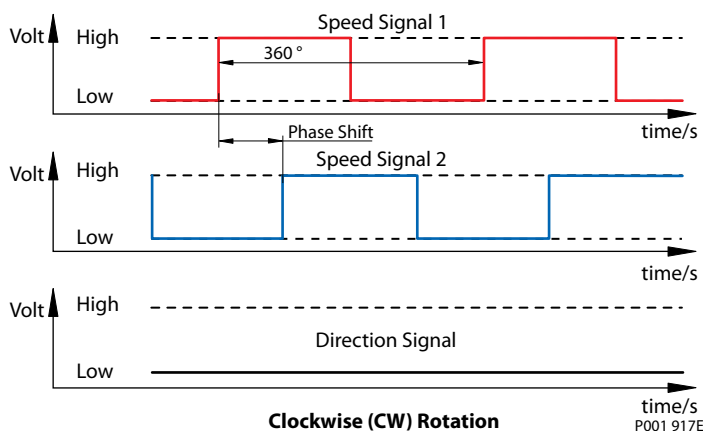 Speed Signal 1
Volt
High
360 °
Low
time/s
Phase Shift
Speed Signal 2
Volt
High
Low
time/s
Volt
High
Direction Signal
Low
time/s
Clockwise (CW) Rotation
P001 917E